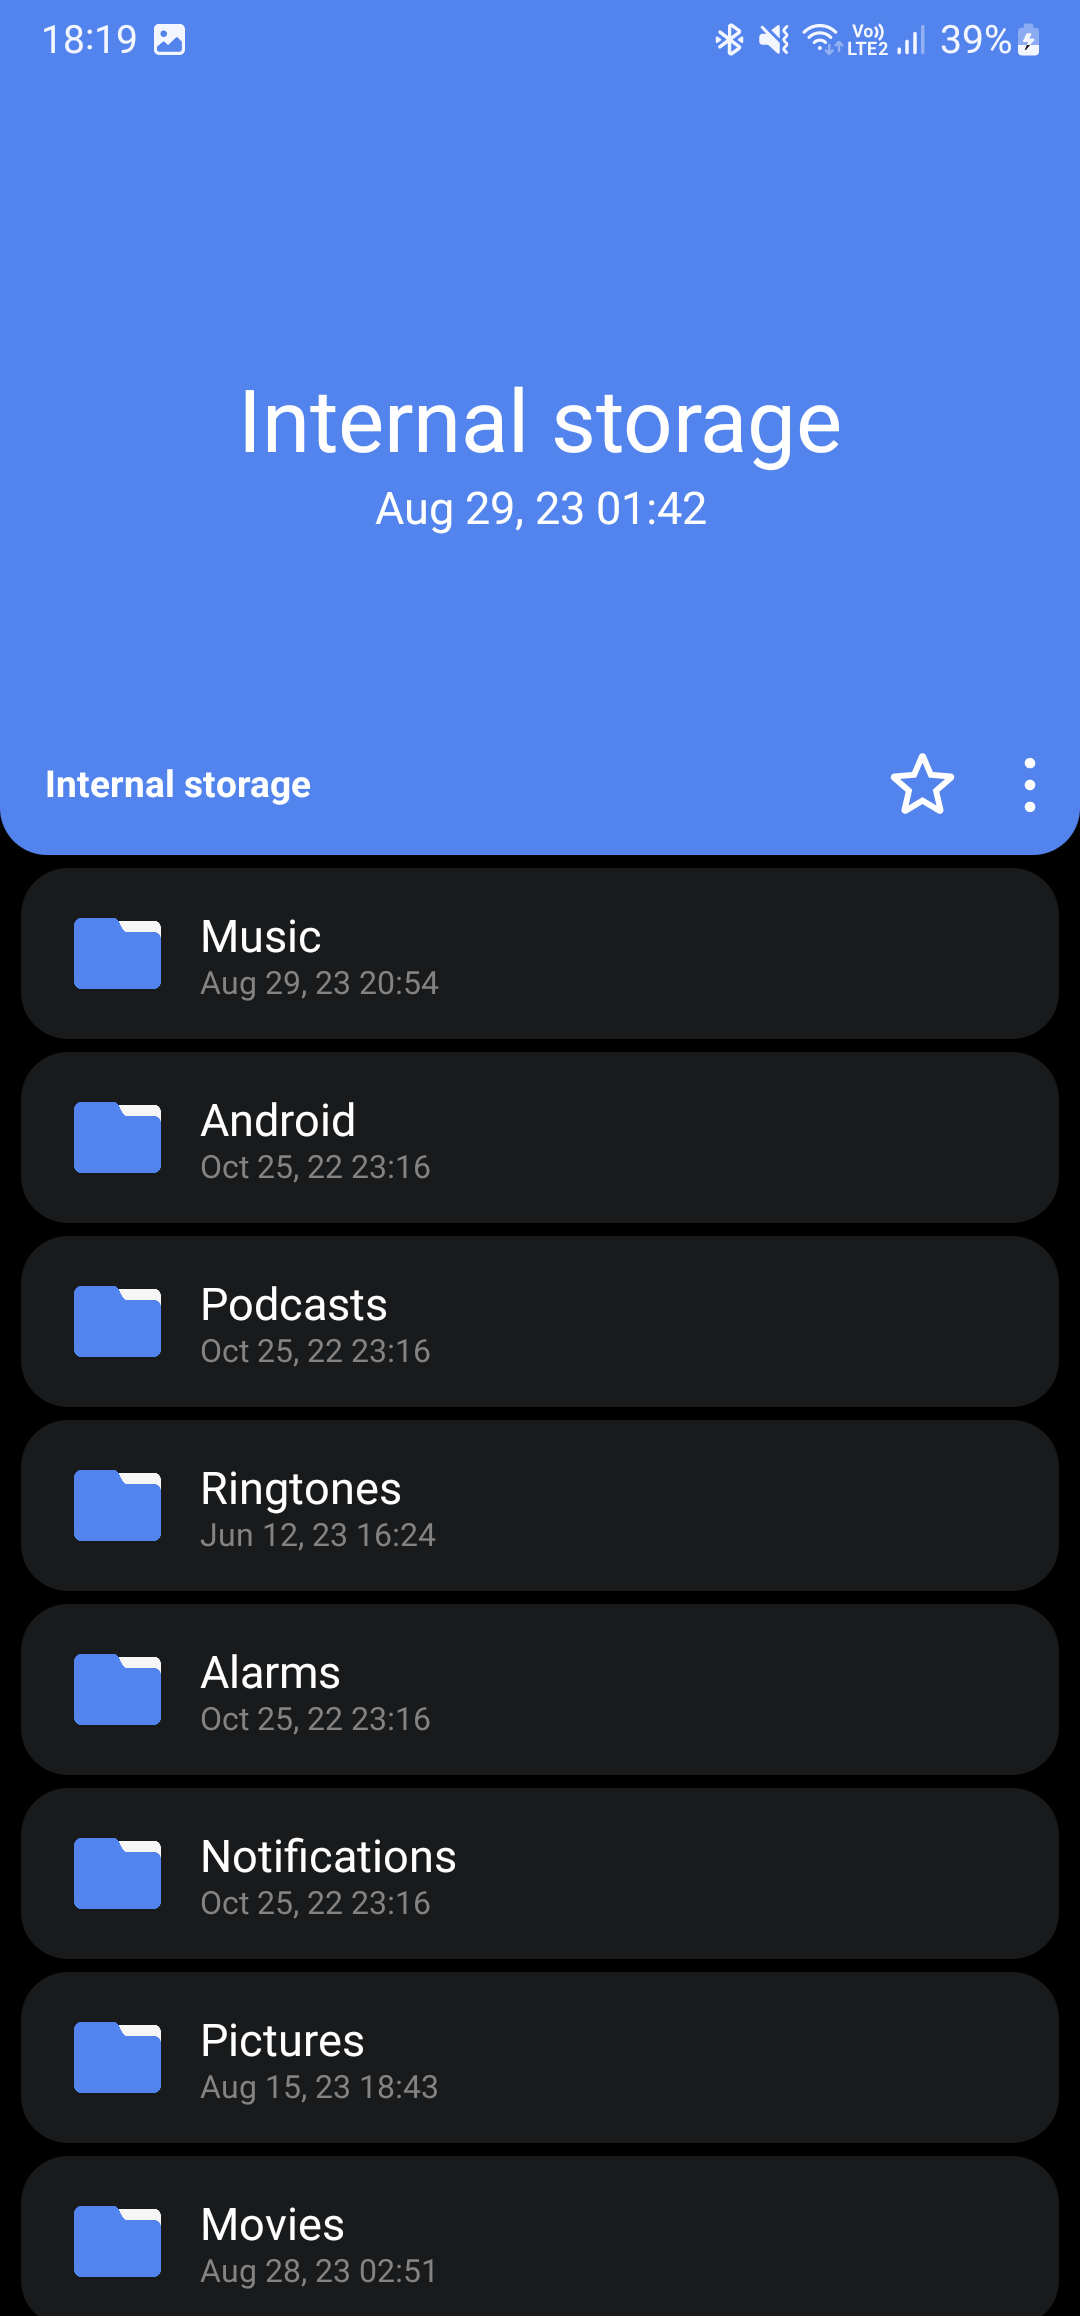 18:19
Vo)) LTE2 39%
Internal storage
Aug 29, 23 01:42
Internal storage
Music
Aug 29, 23 20:54
Android
Oct 25, 22 23:16
Podcasts
Oct 25, 22 23:16
Ringtones
Jun 12, 23 16:24
Alarms
Oct 25, 22 23:16
Notifications
Oct 25, 22 23:16
Pictures
Aug 15, 23 18:43
Movies
Aug 28, 23 02:51